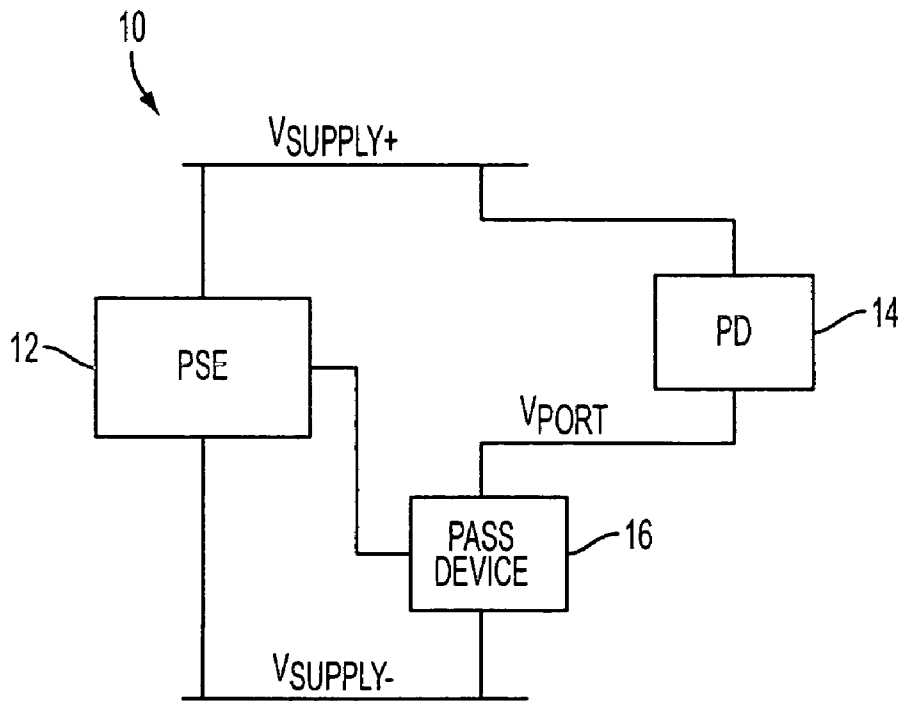 10
VSUPPLY+
12
PSE
PD
14
VPORT
PASS
DEVICE
16
VSUPPLY-